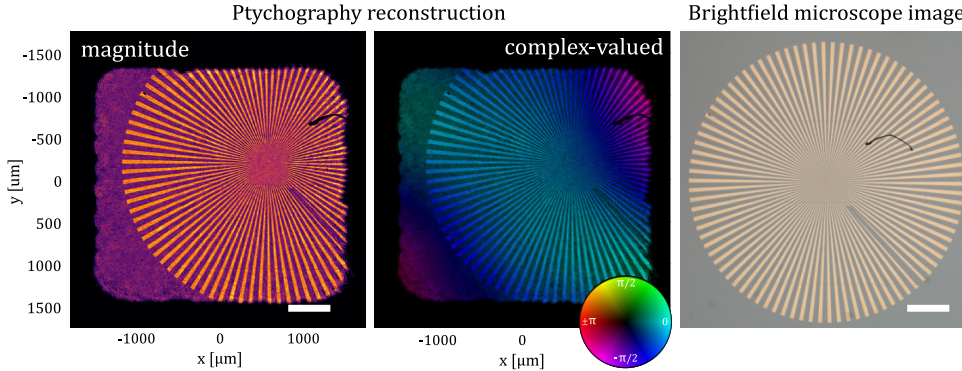 Ptychography reconstruction
Brightfield microscope image
magnitude
complex-valued
y [um]
-1500
-1000
-500
0
500
1000
1500
-1000
0
1000
x [μm]
-1000
0
x [μm]
π/2
±π
0
-π/2